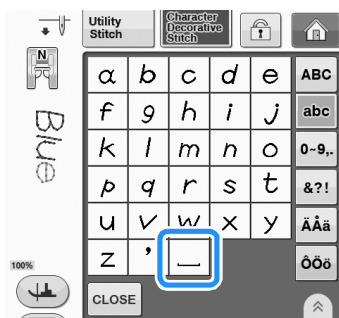 Utility Stitch
Character Decorative Stitch
N
Blue
100%
a b c d e ABC
f g h i j abc
k l m n o 0~9,.
p q r s t &?!
u v w x y ÄÅä
z ' ⎵ ôÖö
CLOSE